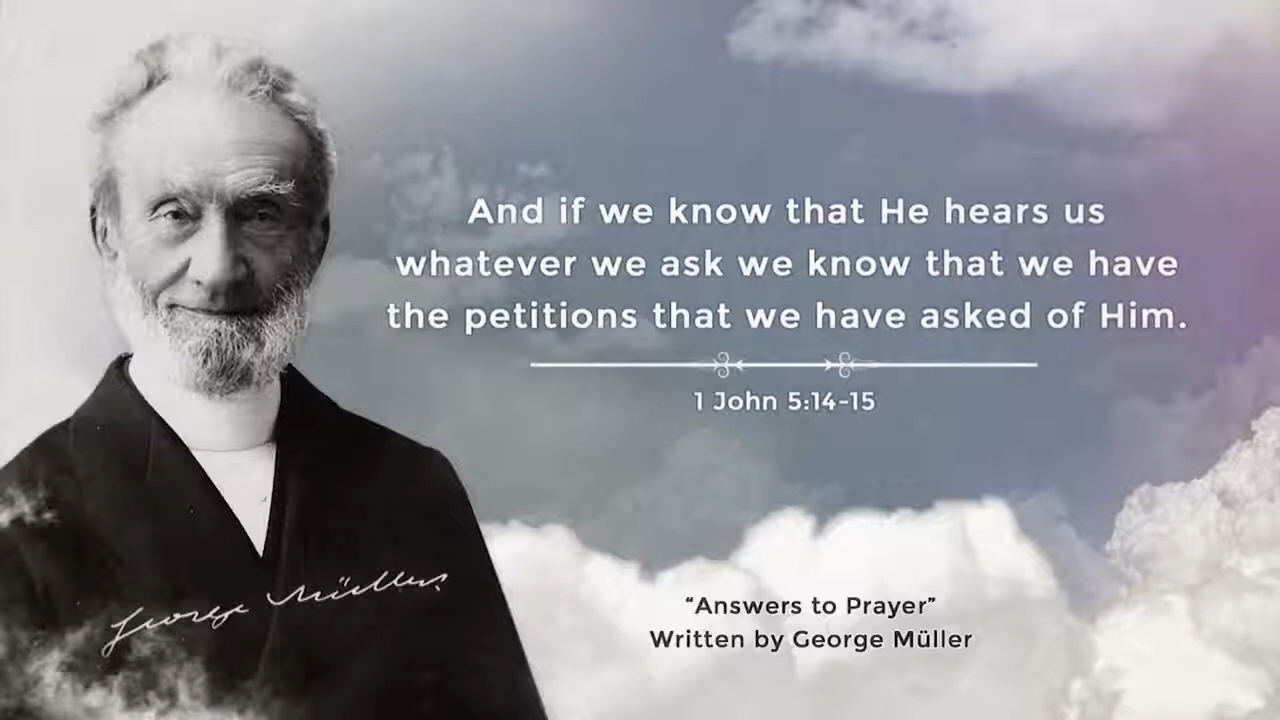 And if we know that He hears us
whatever we ask we know that we have
the petitions that we have asked of Him.
1 John 5:14-15
George Müller
“Answers to Prayer”
Written by George Müller